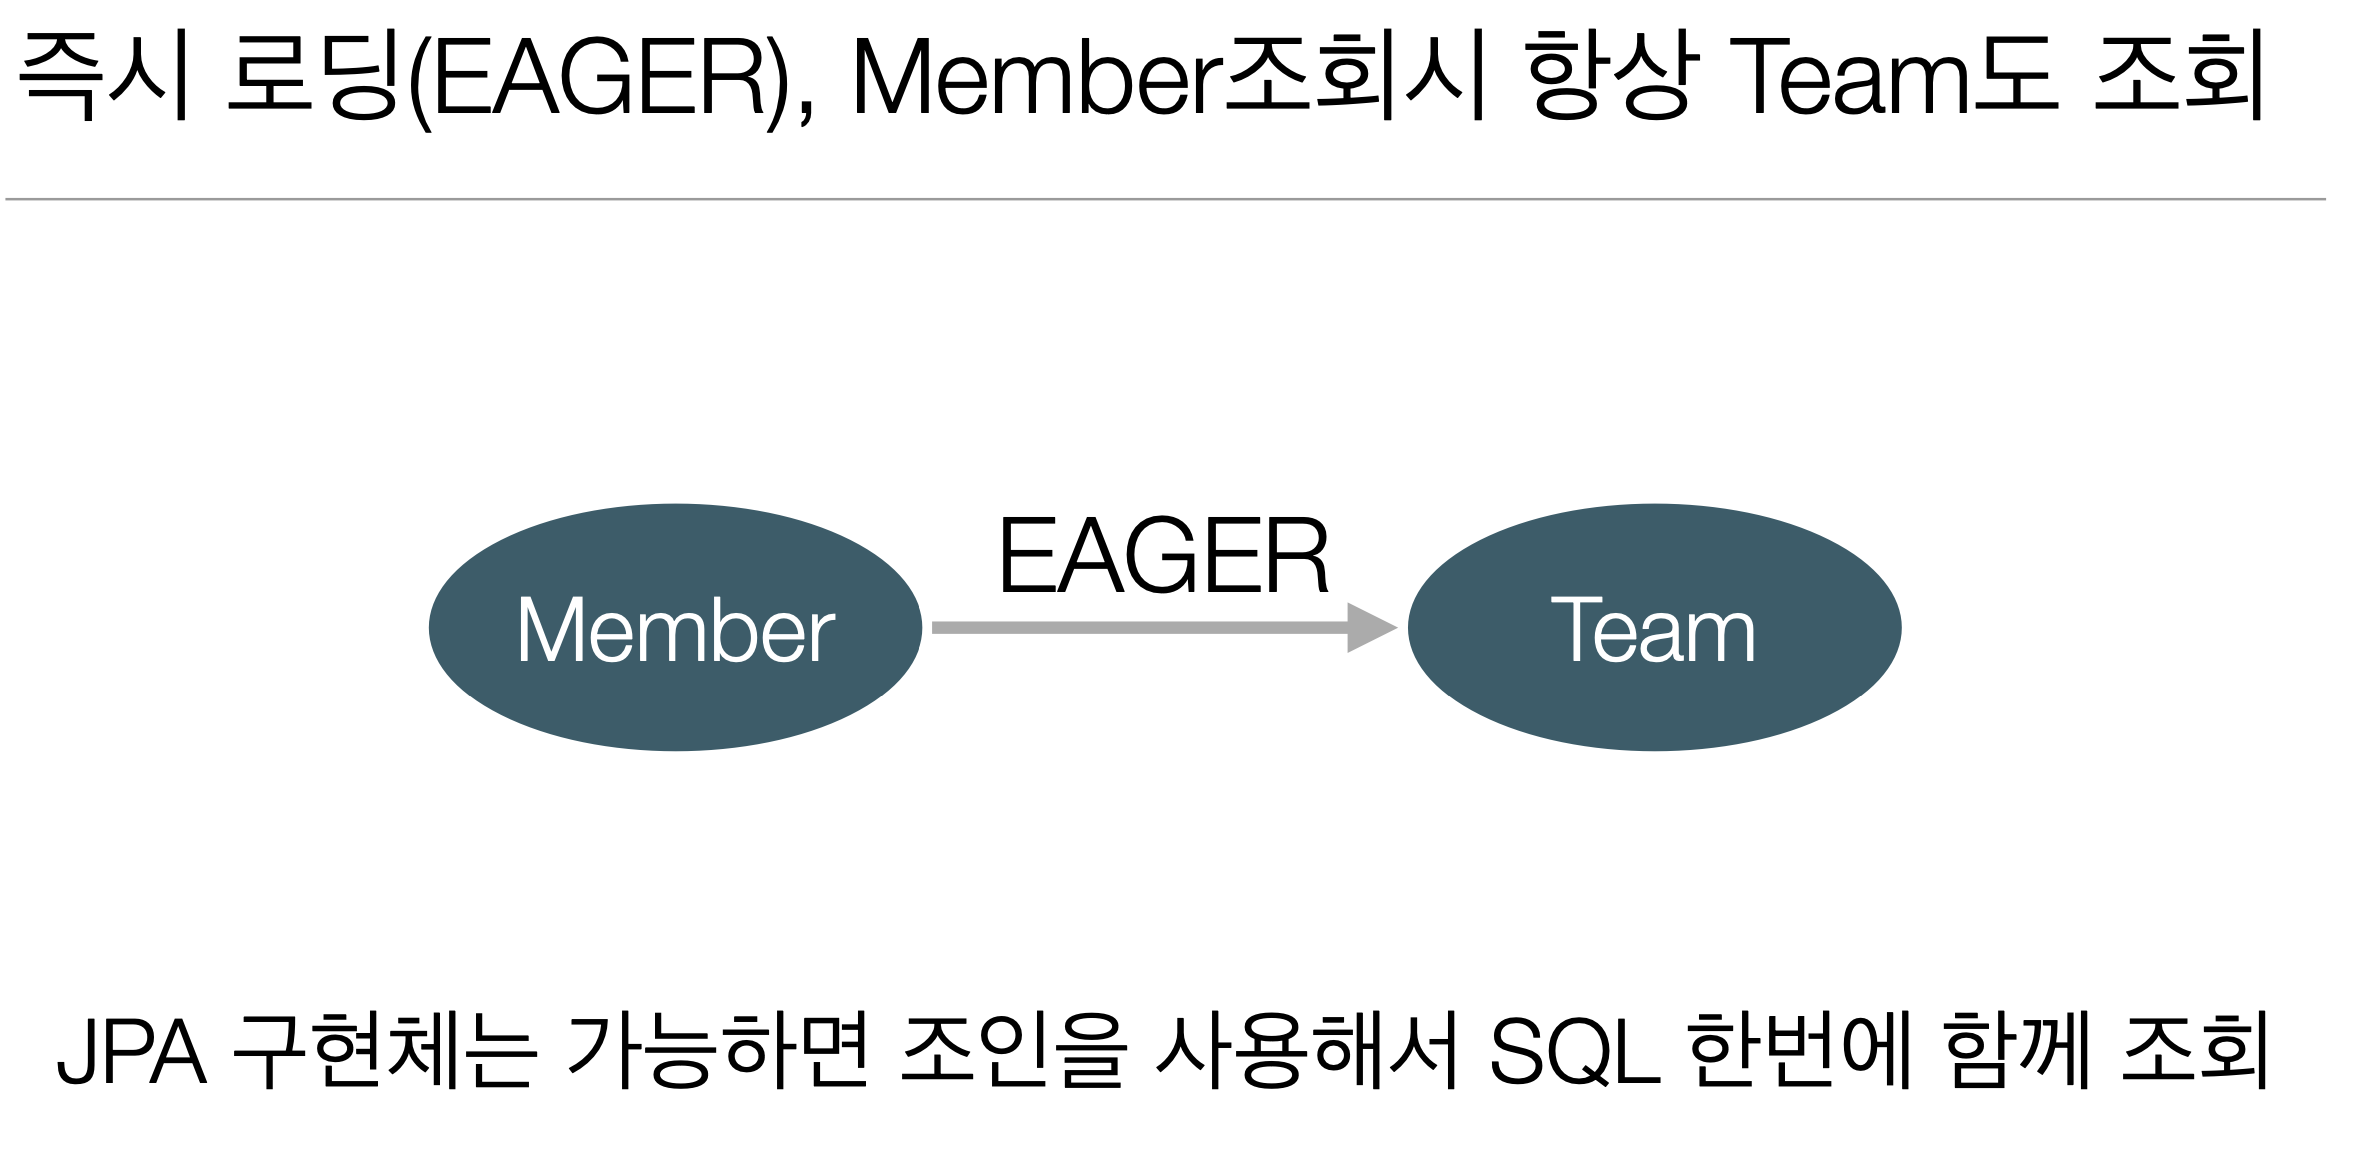 즉시 로딩(EAGER), Member조회시 항상 Team도 조회
EAGER
Member
Team
JPA 구현체는 가능하면 조인을 사용해서 SQL 한번에 함께 조회